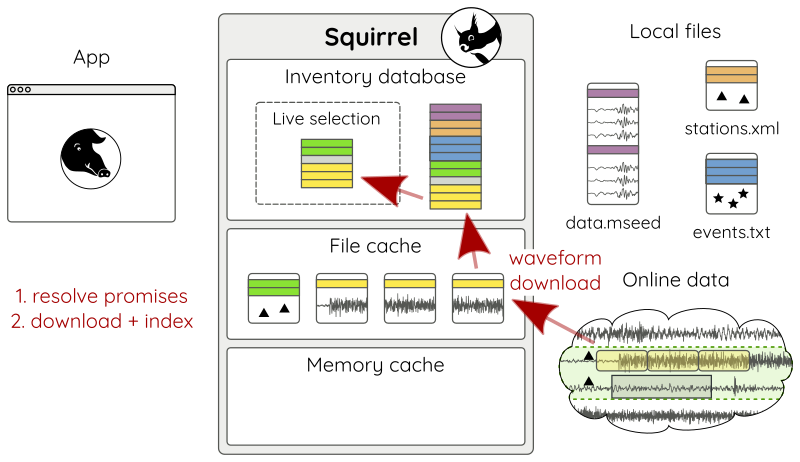 App
Squirrel
Inventory database
Live selection
File cache
Memory cache
1. resolve promises
2. download + index
Local files
stations.xml
data.mseed
events.txt
waveform
download
Online data